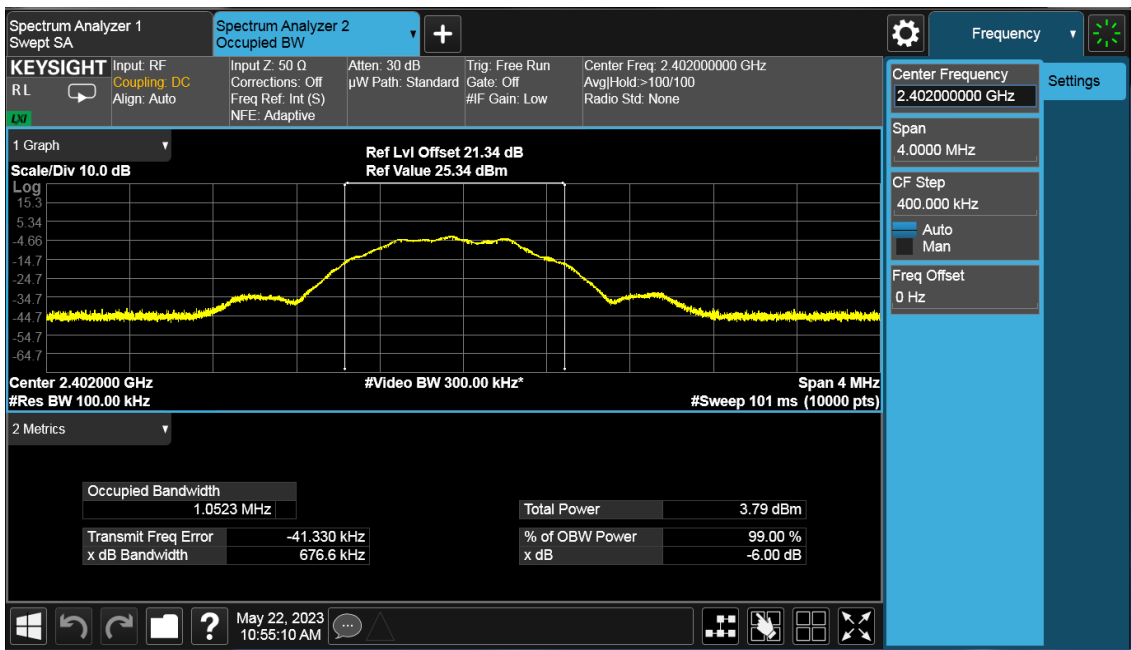 Spectrum Analyzer 1
Swept SA
Spectrum Analyzer 2
Occupied BW
Frequency
KEYSIGHT
RL
LXI
Input: RF
Coupling: DC
Align: Auto
Input Z: 50 Ω
Corrections: Off
Freq Ref: Int (S)
NFE: Adaptive
Atten: 30 dB
µW Path: Standard
Trig: Free Run
Gate: Off
#IF Gain: Low
Center Freq: 2.402000000 GHz
Avg|Hold:>100/100
Radio Std: None
Center Frequency
2.402000000 GHz
Settings
Span
4.0000 MHz
CF Step
400.000 kHz
Auto
Man
Freq Offset
0 Hz
1 Graph
Scale/Div 10.0 dB
Ref Lvl Offset 21.34 dB
Ref Value 25.34 dBm
Log
15.3
5.34
-4.66
-14.7
-24.7
-34.7
-44.7
-54.7
-64.7
Center 2.402000 GHz
#Video BW 300.00 kHz*
Span 4 MHz
#Res BW 100.00 kHz
#Sweep 101 ms (10000 pts)
2 Metrics
Occupied Bandwidth
1.0523 MHz
Total Power 3.79 dBm
Transmit Freq Error -41.330 kHz
% of OBW Power 99.00 %
x dB Bandwidth 676.6 kHz
x dB -6.00 dB
?
May 22, 2023
10:55:10 AM